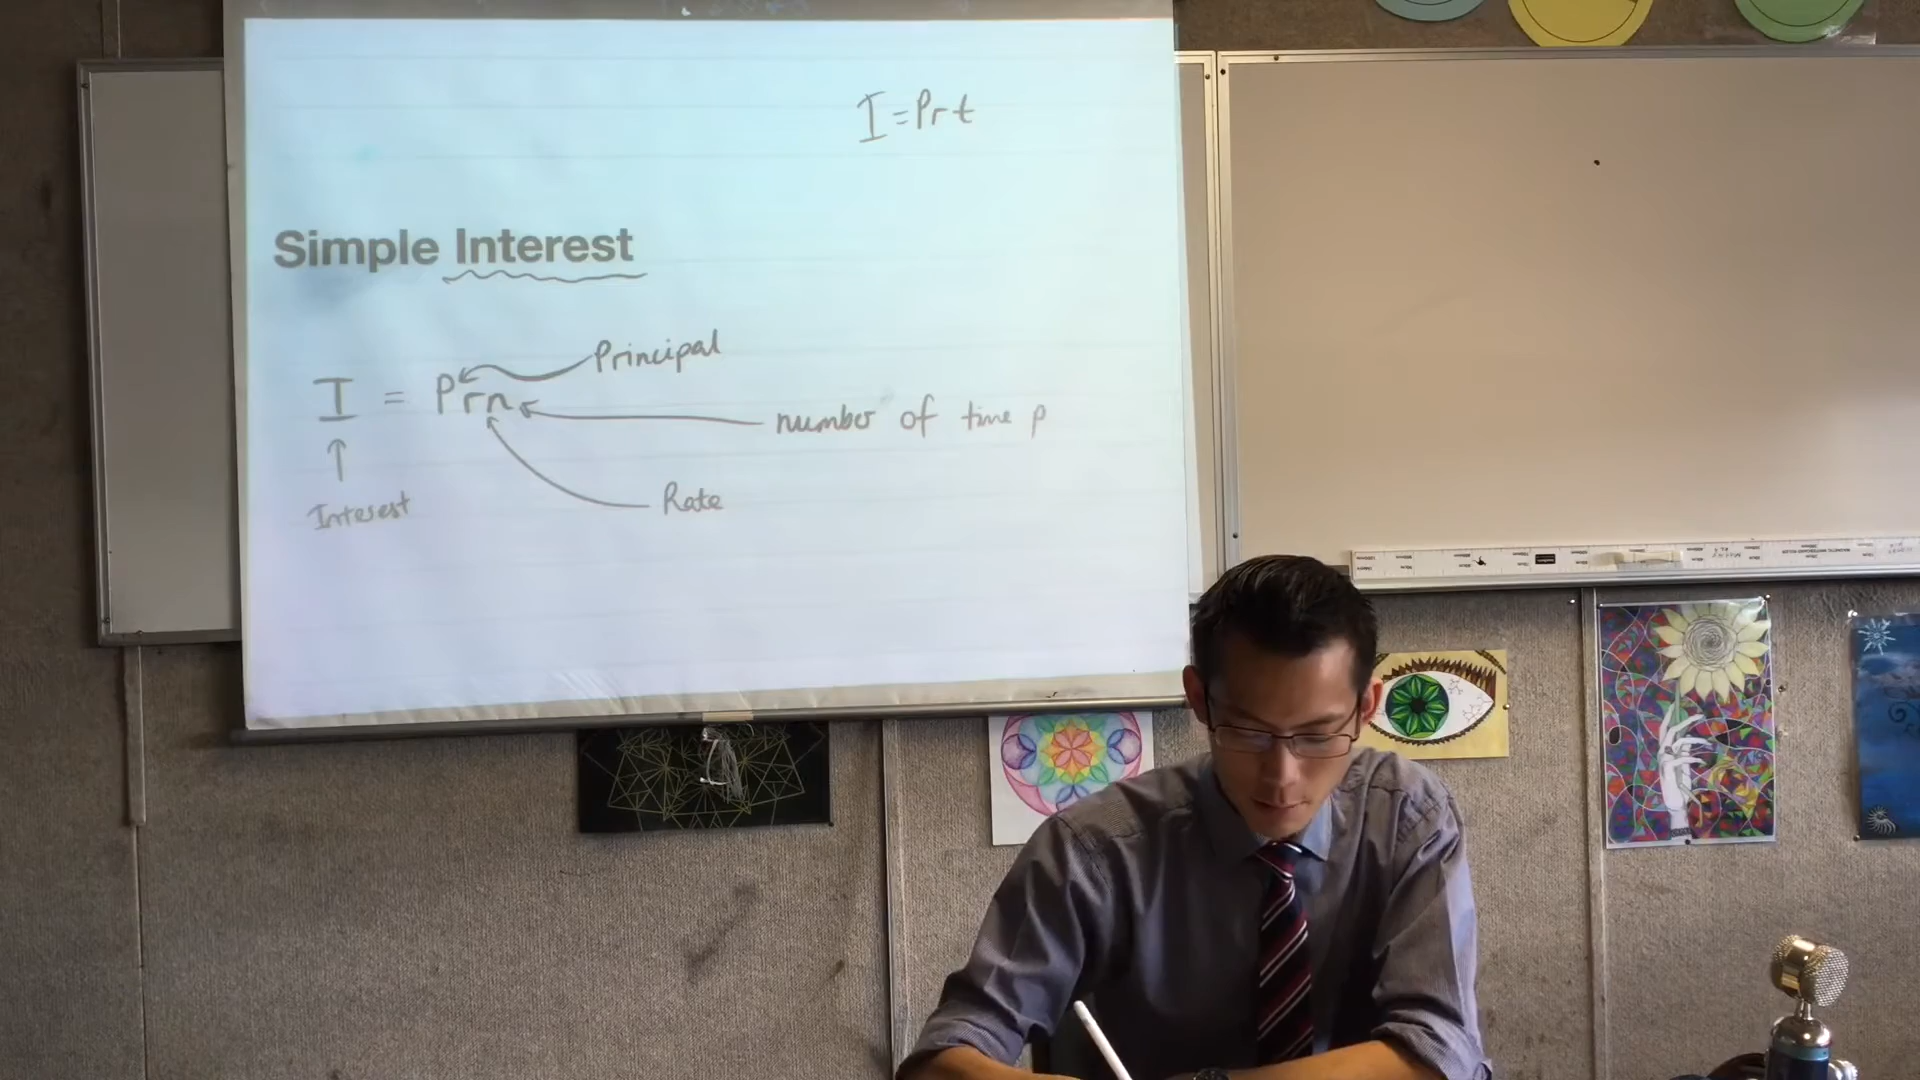 I = Prt
Simple Interest
Principal
I = Prn
number of time p
Interest
Rate